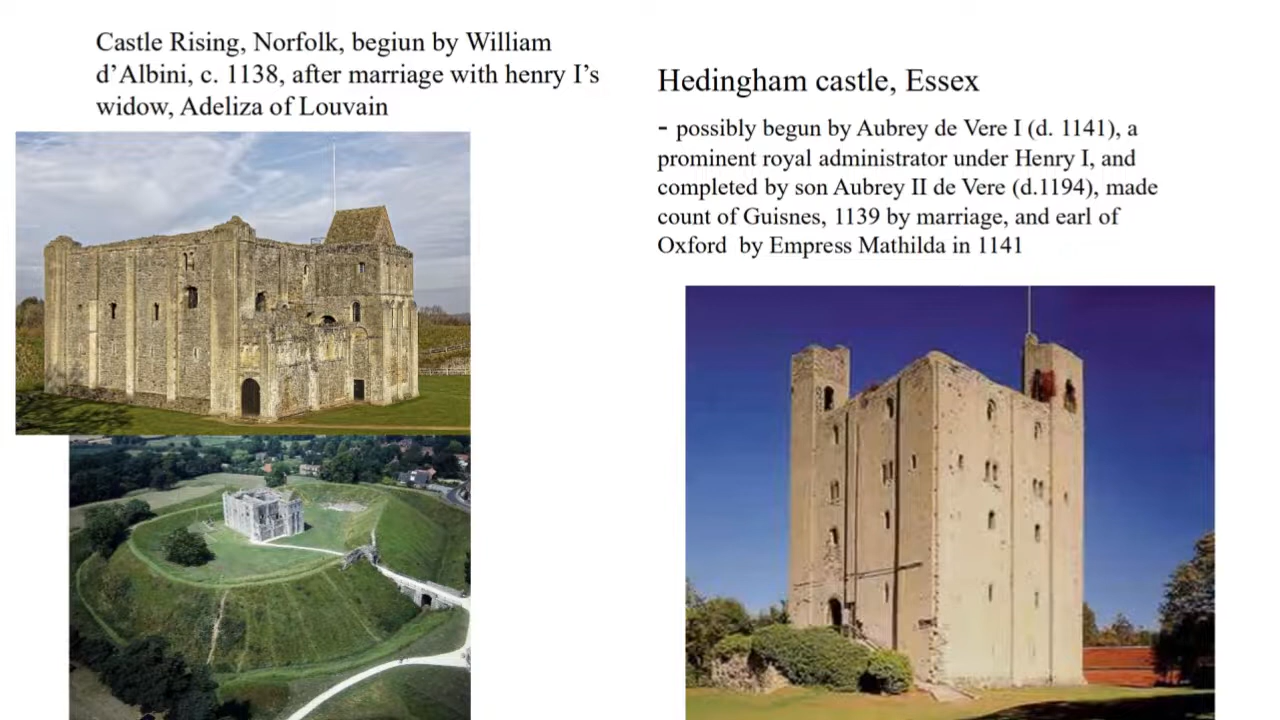 Castle Rising, Norfolk, begiun by William
d’Albini, c. 1138, after marriage with henry I’s
widow, Adeliza of Louvain
Hedingham castle, Essex
- possibly begun by Aubrey de Vere I (d. 1141), a
prominent royal administrator under Henry I, and
completed by son Aubrey II de Vere (d.1194), made
count of Guisnes, 1139 by marriage, and earl of
Oxford by Empress Mathilda in 1141